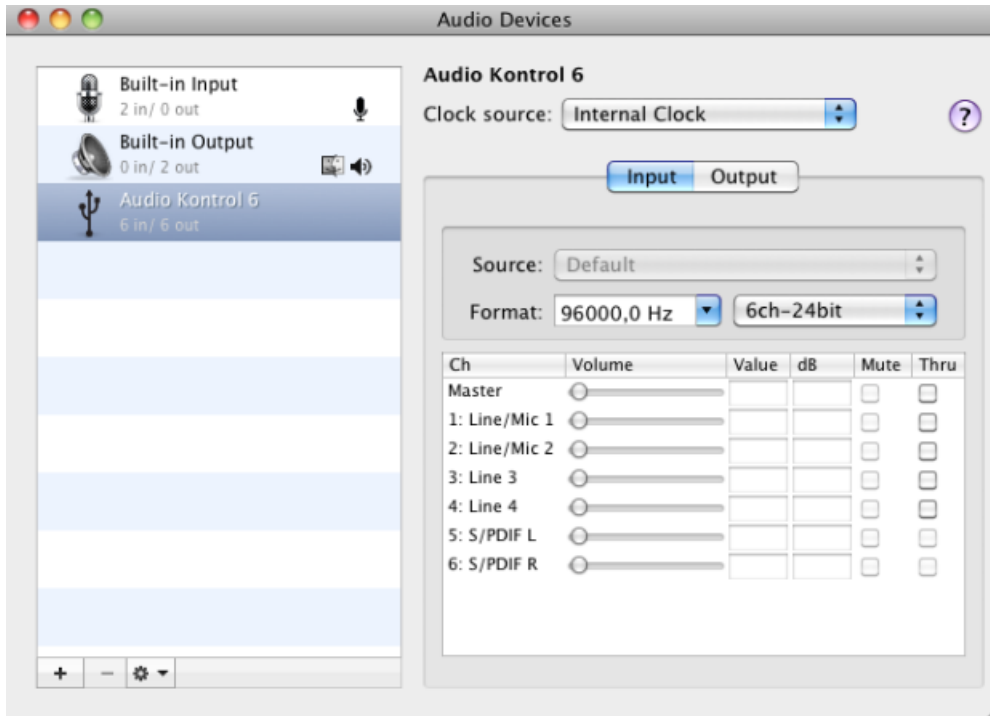 Audio Devices
Built-in Input
2 in/ 0 out
Built-in Output
0 in/ 2 out
Audio Kontrol 6
6 in/ 6 out
+ −
Audio Kontrol 6
Clock source: Internal Clock ?
Input Output
Source: Default
Format: 96000,0 Hz 6ch-24bit
Ch Volume Value dB Mute Thru
Master
1: Line/Mic 1
2: Line/Mic 2
3: Line 3
4: Line 4
5: S/PDIF L
6: S/PDIF R